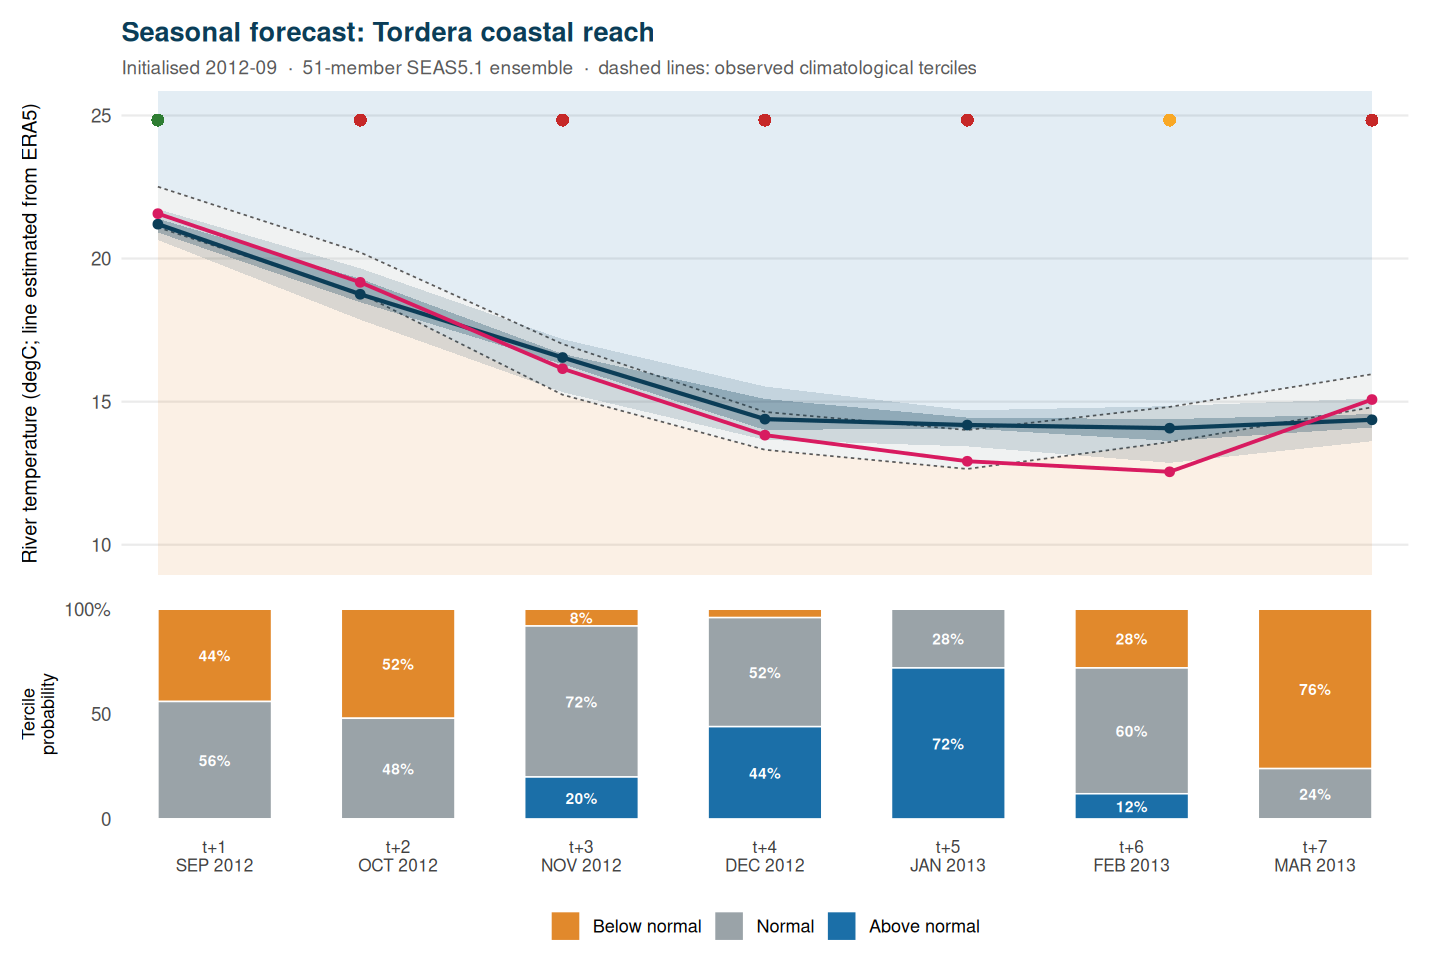 Seasonal forecast: Tordera coastal reach
Initialised 2012-09 · 51-member SEAS5.1 ensemble · dashed lines: observed climatological terciles
River temperature (degC; line estimated from ERA5)
25
20
15
10
Tercile
probability
100%
50
0
44%
56%
52%
48%
8%
72%
20%
52%
44%
28%
72%
28%
60%
12%
76%
24%
t+1
SEP 2012
t+2
OCT 2012
t+3
NOV 2012
t+4
DEC 2012
t+5
JAN 2013
t+6
FEB 2013
t+7
MAR 2013
Below normal
Normal
Above normal